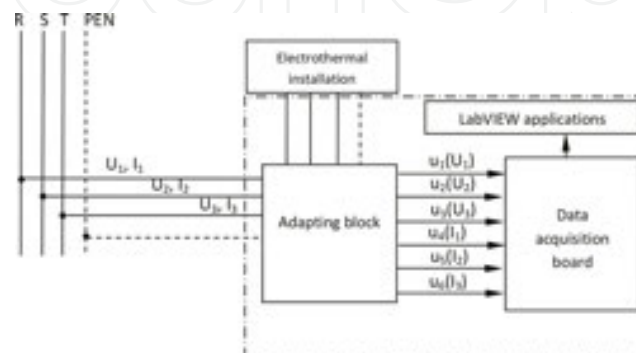 R S T PEN
Electrothermal
installation
LabVIEW applications
U₁, I₁
U₂, I₂
U₃, I₃
Adapting block
u₁(U₁)
u₂(U₂)
u₃(U₃)
u₄(I₁)
u₅(I₂)
u₆(I₃)
Data
acquisition
board